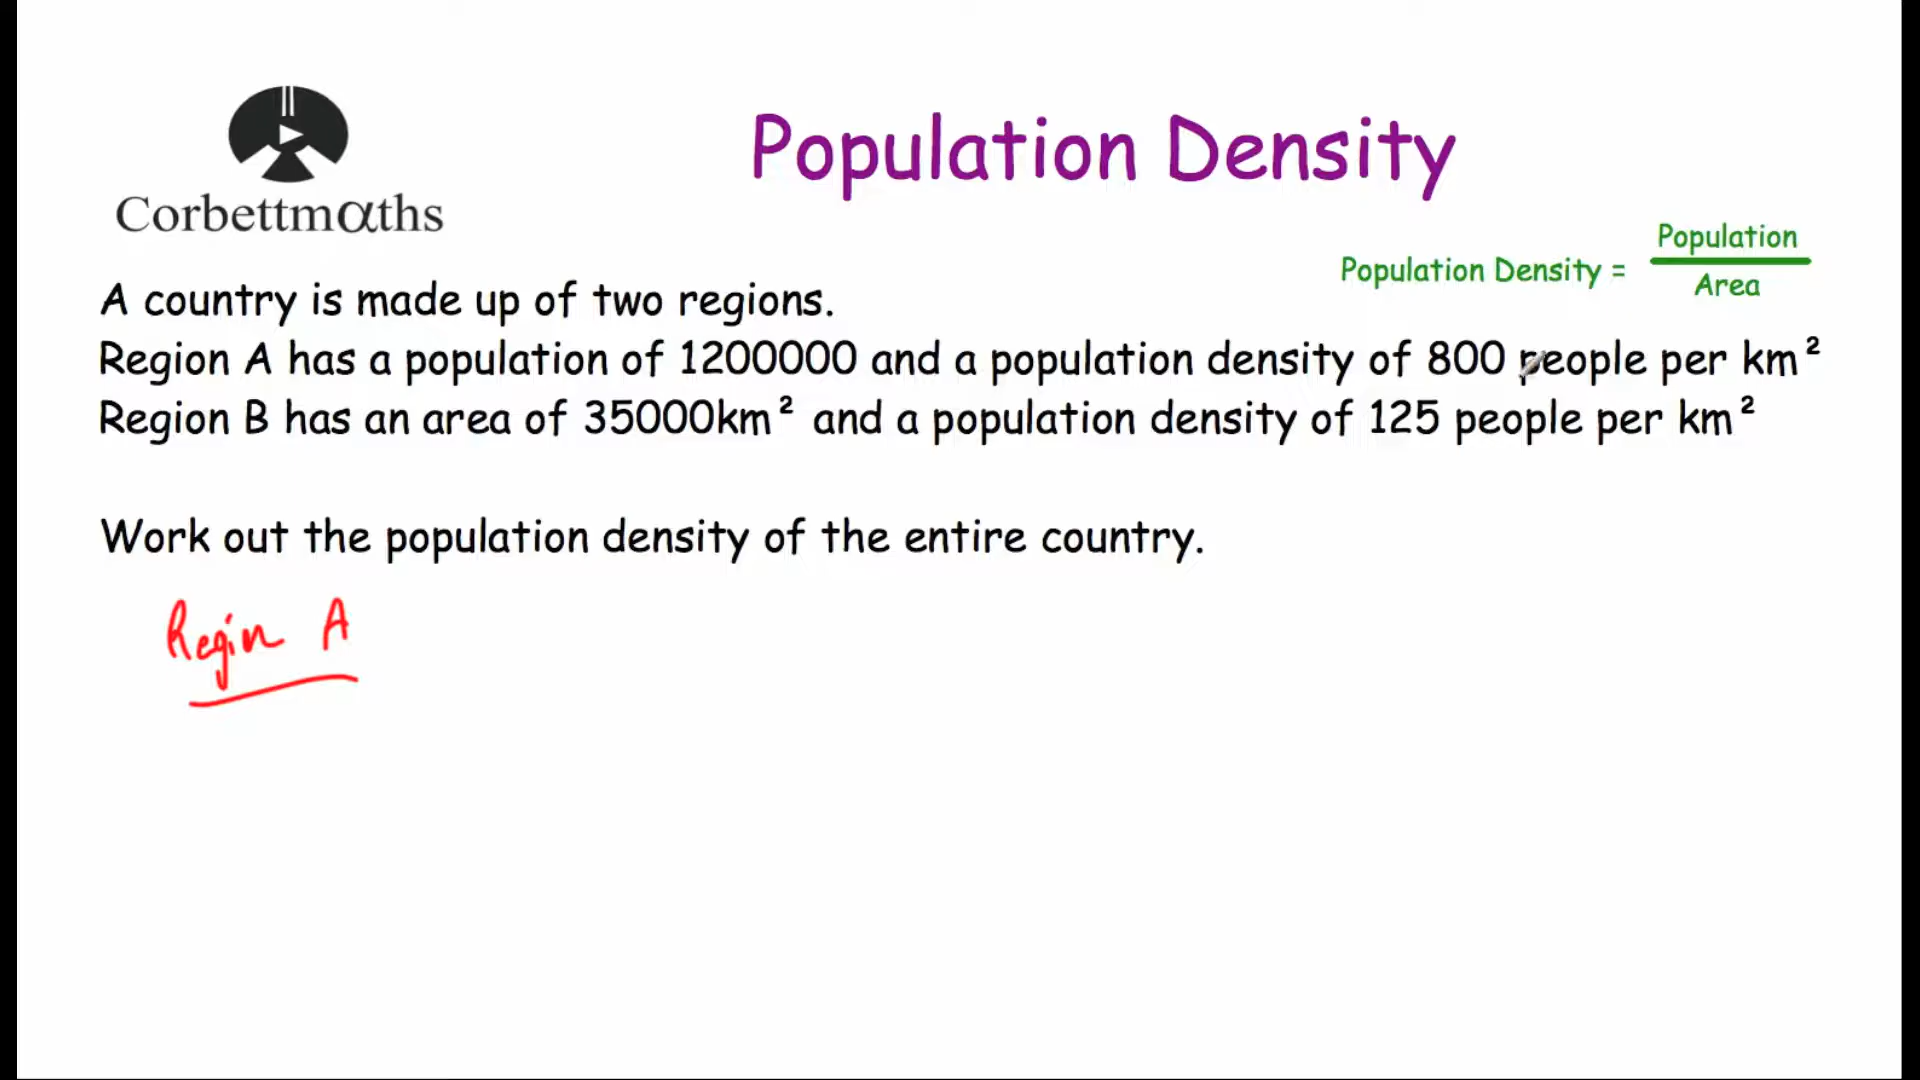 Corbettmαths
Population Density
Population Density = Population
Area
A country is made up of two regions.
Region A has a population of 1200000 and a population density of 800 people per km²
Region B has an area of 35000km² and a population density of 125 people per km²
Work out the population density of the entire country.
Regin A